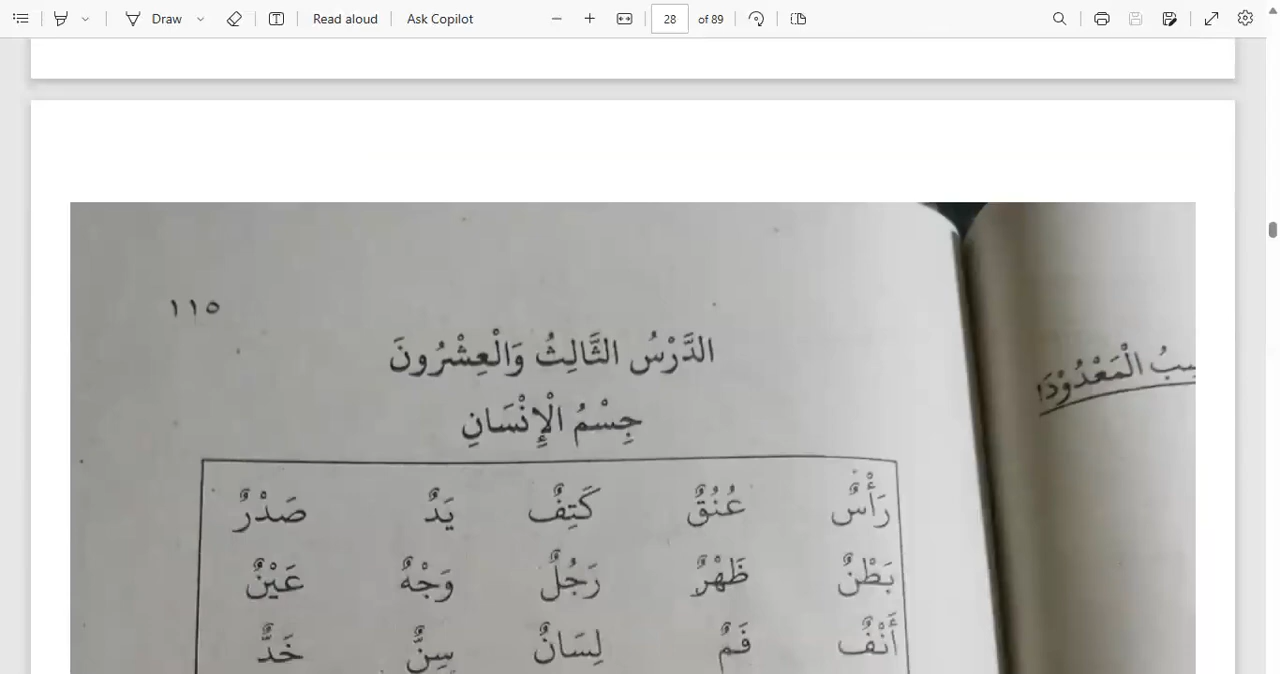 Draw
Read aloud
Ask Copilot
28 of 89
١١٥
الدَّرْسُ الثَّالِثُ وَالْعِشْرُونَ
جِسْمُ الْإِنْسَانِ
رَأْسٌ عُنُقٌ كَتِفٌ يَدٌ صَدْرٌ
بَطْنٌ ظَهْرٌ رَجُلٌ وَجْهٌ عَيْنٌ
أَنْفٌ فَمٌ لِسَانٌ سِنٌّ خَدٌّ